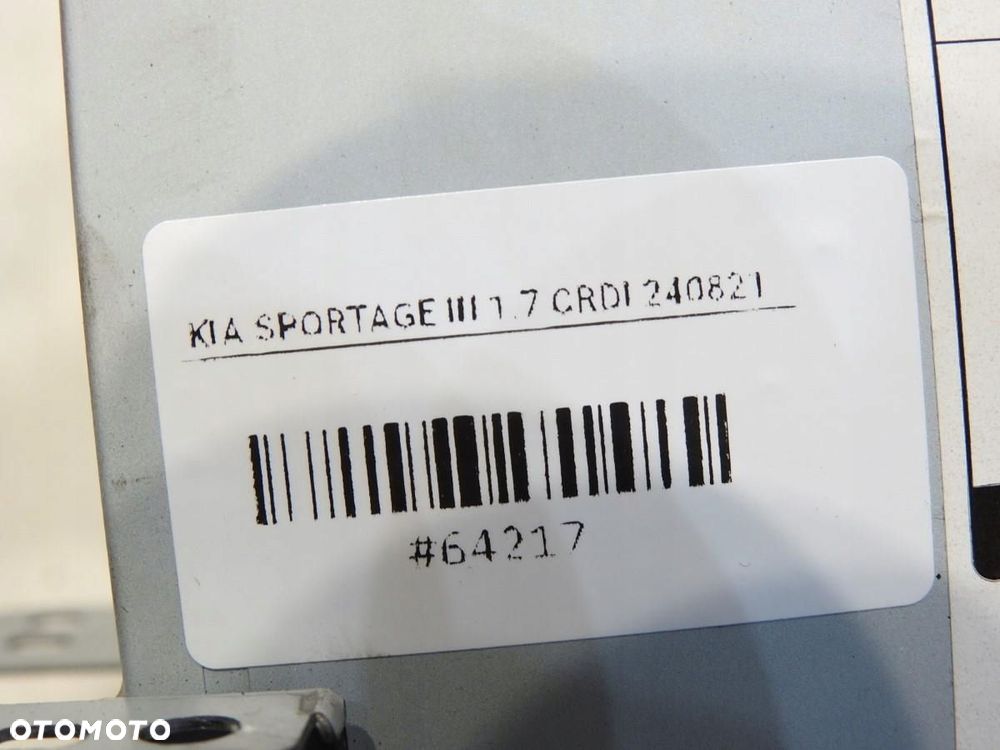 KIA SPORTAGE III 1.7 CRDI 240821
#64217
OTOMOTO